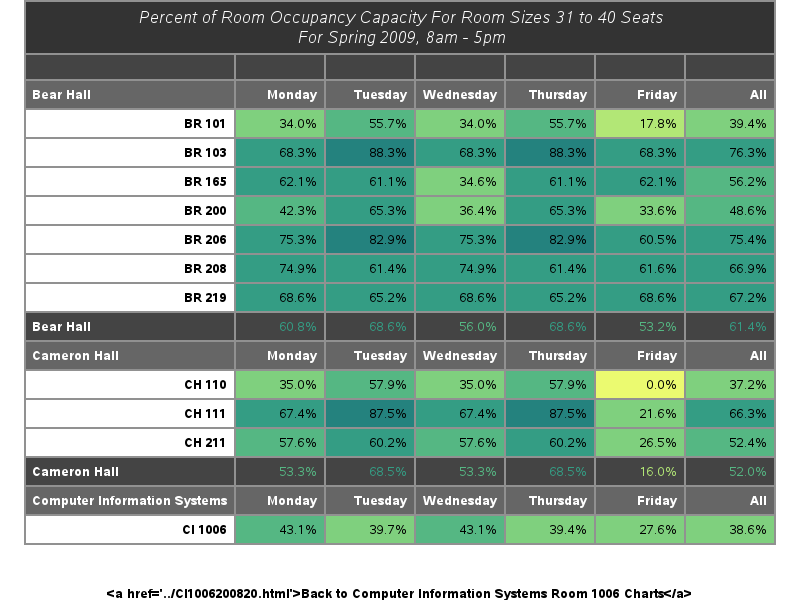 Percent of Room Occupancy Capacity For Room Sizes 31 to 40 Seats
For Spring 2009, 8am - 5pm
Bear Hall Monday Tuesday Wednesday Thursday Friday All
BR 101 34.0% 55.7% 34.0% 55.7% 17.8% 39.4%
BR 103 68.3% 88.3% 68.3% 88.3% 68.3% 76.3%
BR 165 62.1% 61.1% 34.6% 61.1% 62.1% 56.2%
BR 200 42.3% 65.3% 36.4% 65.3% 33.6% 48.6%
BR 206 75.3% 82.9% 75.3% 82.9% 60.5% 75.4%
BR 208 74.9% 61.4% 74.9% 61.4% 61.6% 66.9%
BR 219 68.6% 65.2% 68.6% 65.2% 68.6% 67.2%
Bear Hall 60.8% 68.6% 56.0% 68.6% 53.2% 61.4%
Cameron Hall Monday Tuesday Wednesday Thursday Friday All
CH 110 35.0% 57.9% 35.0% 57.9% 0.0% 37.2%
CH 111 67.4% 87.5% 67.4% 87.5% 21.6% 66.3%
CH 211 57.6% 60.2% 57.6% 60.2% 26.5% 52.4%
Cameron Hall 53.3% 68.5% 53.3% 68.5% 16.0% 52.0%
Computer Information Systems Monday Tuesday Wednesday Thursday Friday All
CI 1006 43.1% 39.7% 43.1% 39.4% 27.6% 38.6%
&lt;a href='../CI1006200820.html'&gt;Back to Computer Information Systems Room 1006 Charts&lt;/a&gt;